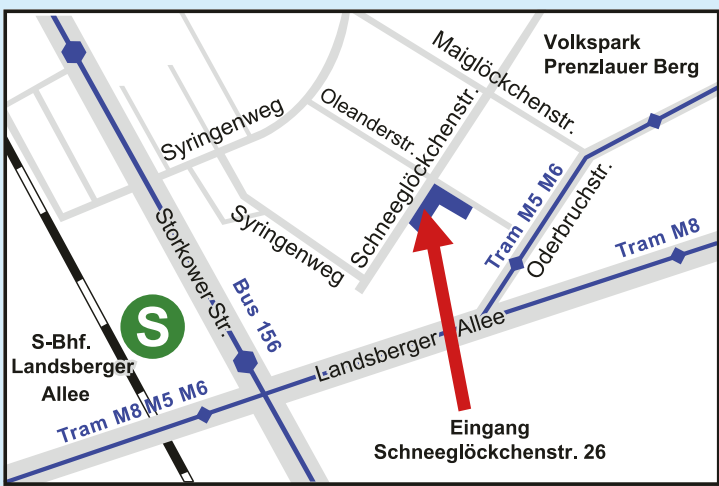 Volkspark
Prenzlauer Berg
Maiglöckchenstr.
Oleanderstr.
Schneeglöckchenstr.
Syringenweg
Syringenweg
Storkower Str.
Bus 156
Tram M5 M6
Oderbruchstr.
Tram M8
S
S-Bhf.
Landsberger
Allee
Landsberger Allee
Tram M8 M5 M6
Eingang
Schneeglöckchenstr. 26